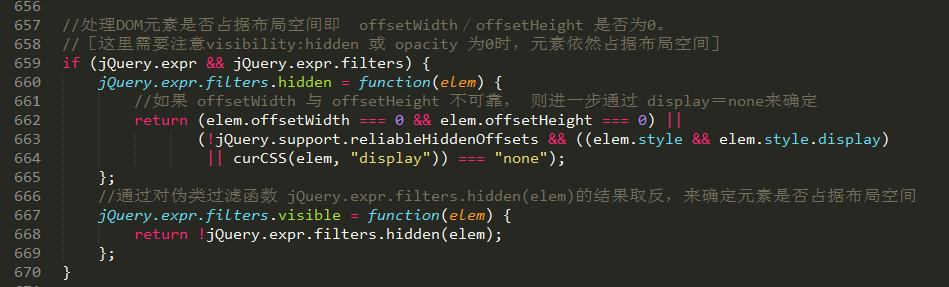 656
657 //处理DOM元素是否占据布局空间即  offsetWidth／offsetHeight 是否为0。
658 //［这里需要注意visibility:hidden 或 opacity 为0时，元素依然占据布局空间］
659 if (jQuery.expr && jQuery.expr.filters) {
660     jQuery.expr.filters.hidden = function(elem) {
661         //如果 offsetWidth 与 offsetHeight 不可靠， 则进一步通过 display＝none来确定
662         return (elem.offsetWidth === 0 && elem.offsetHeight === 0) ||
663                (!jQuery.support.reliableHiddenOffsets && ((elem.style && elem.style.display)
664                 || curCSS(elem, "display")) === "none");
665     };
666     //通过对伪类过滤函数 jQuery.expr.filters.hidden(elem)的结果取反，来确定元素是否占据布局空间
667     jQuery.expr.filters.visible = function(elem) {
668         return !jQuery.expr.filters.hidden(elem);
669     };
670 }